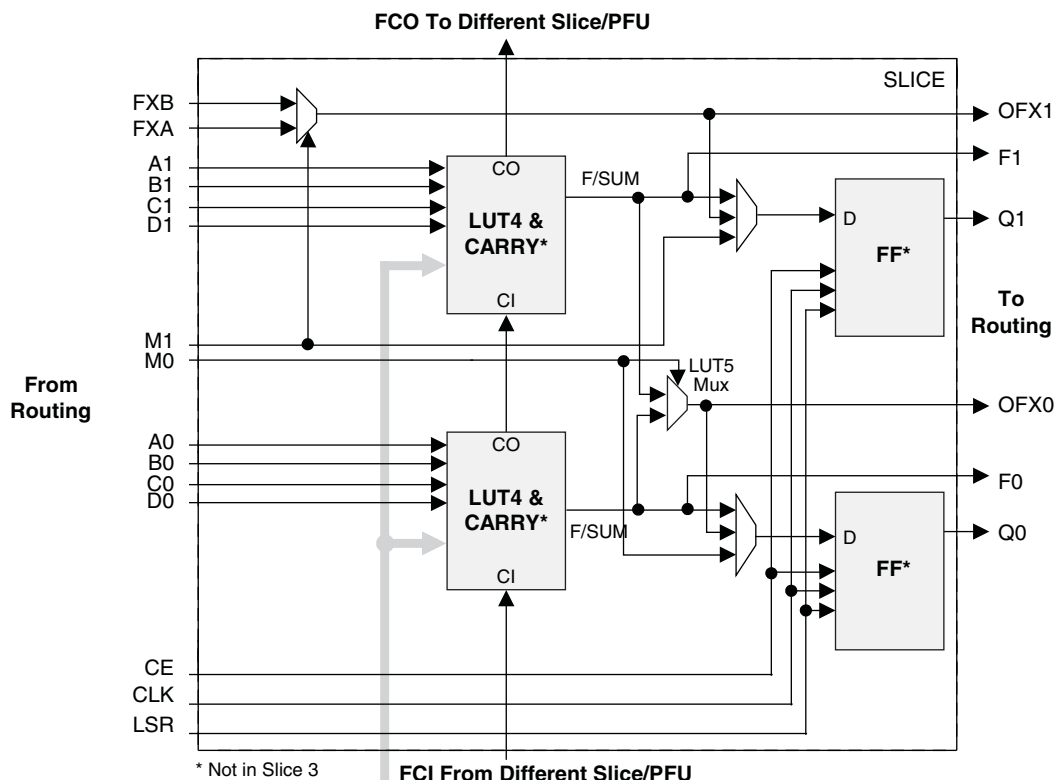 FCO To Different Slice/PFU
SLICE
FXB
FXA
OFX1
F1
A1
B1
C1
D1
CO
LUT4 &
CARRY*
CI
F/SUM
D
FF*
Q1
To
Routing
M1
M0
LUT5
Mux
From
Routing
OFX0
A0
B0
C0
D0
CO
LUT4 &
CARRY*
CI
F/SUM
F0
D
FF*
Q0
CE
CLK
LSR
* Not in Slice 3
FCI From Different Slice/PFU